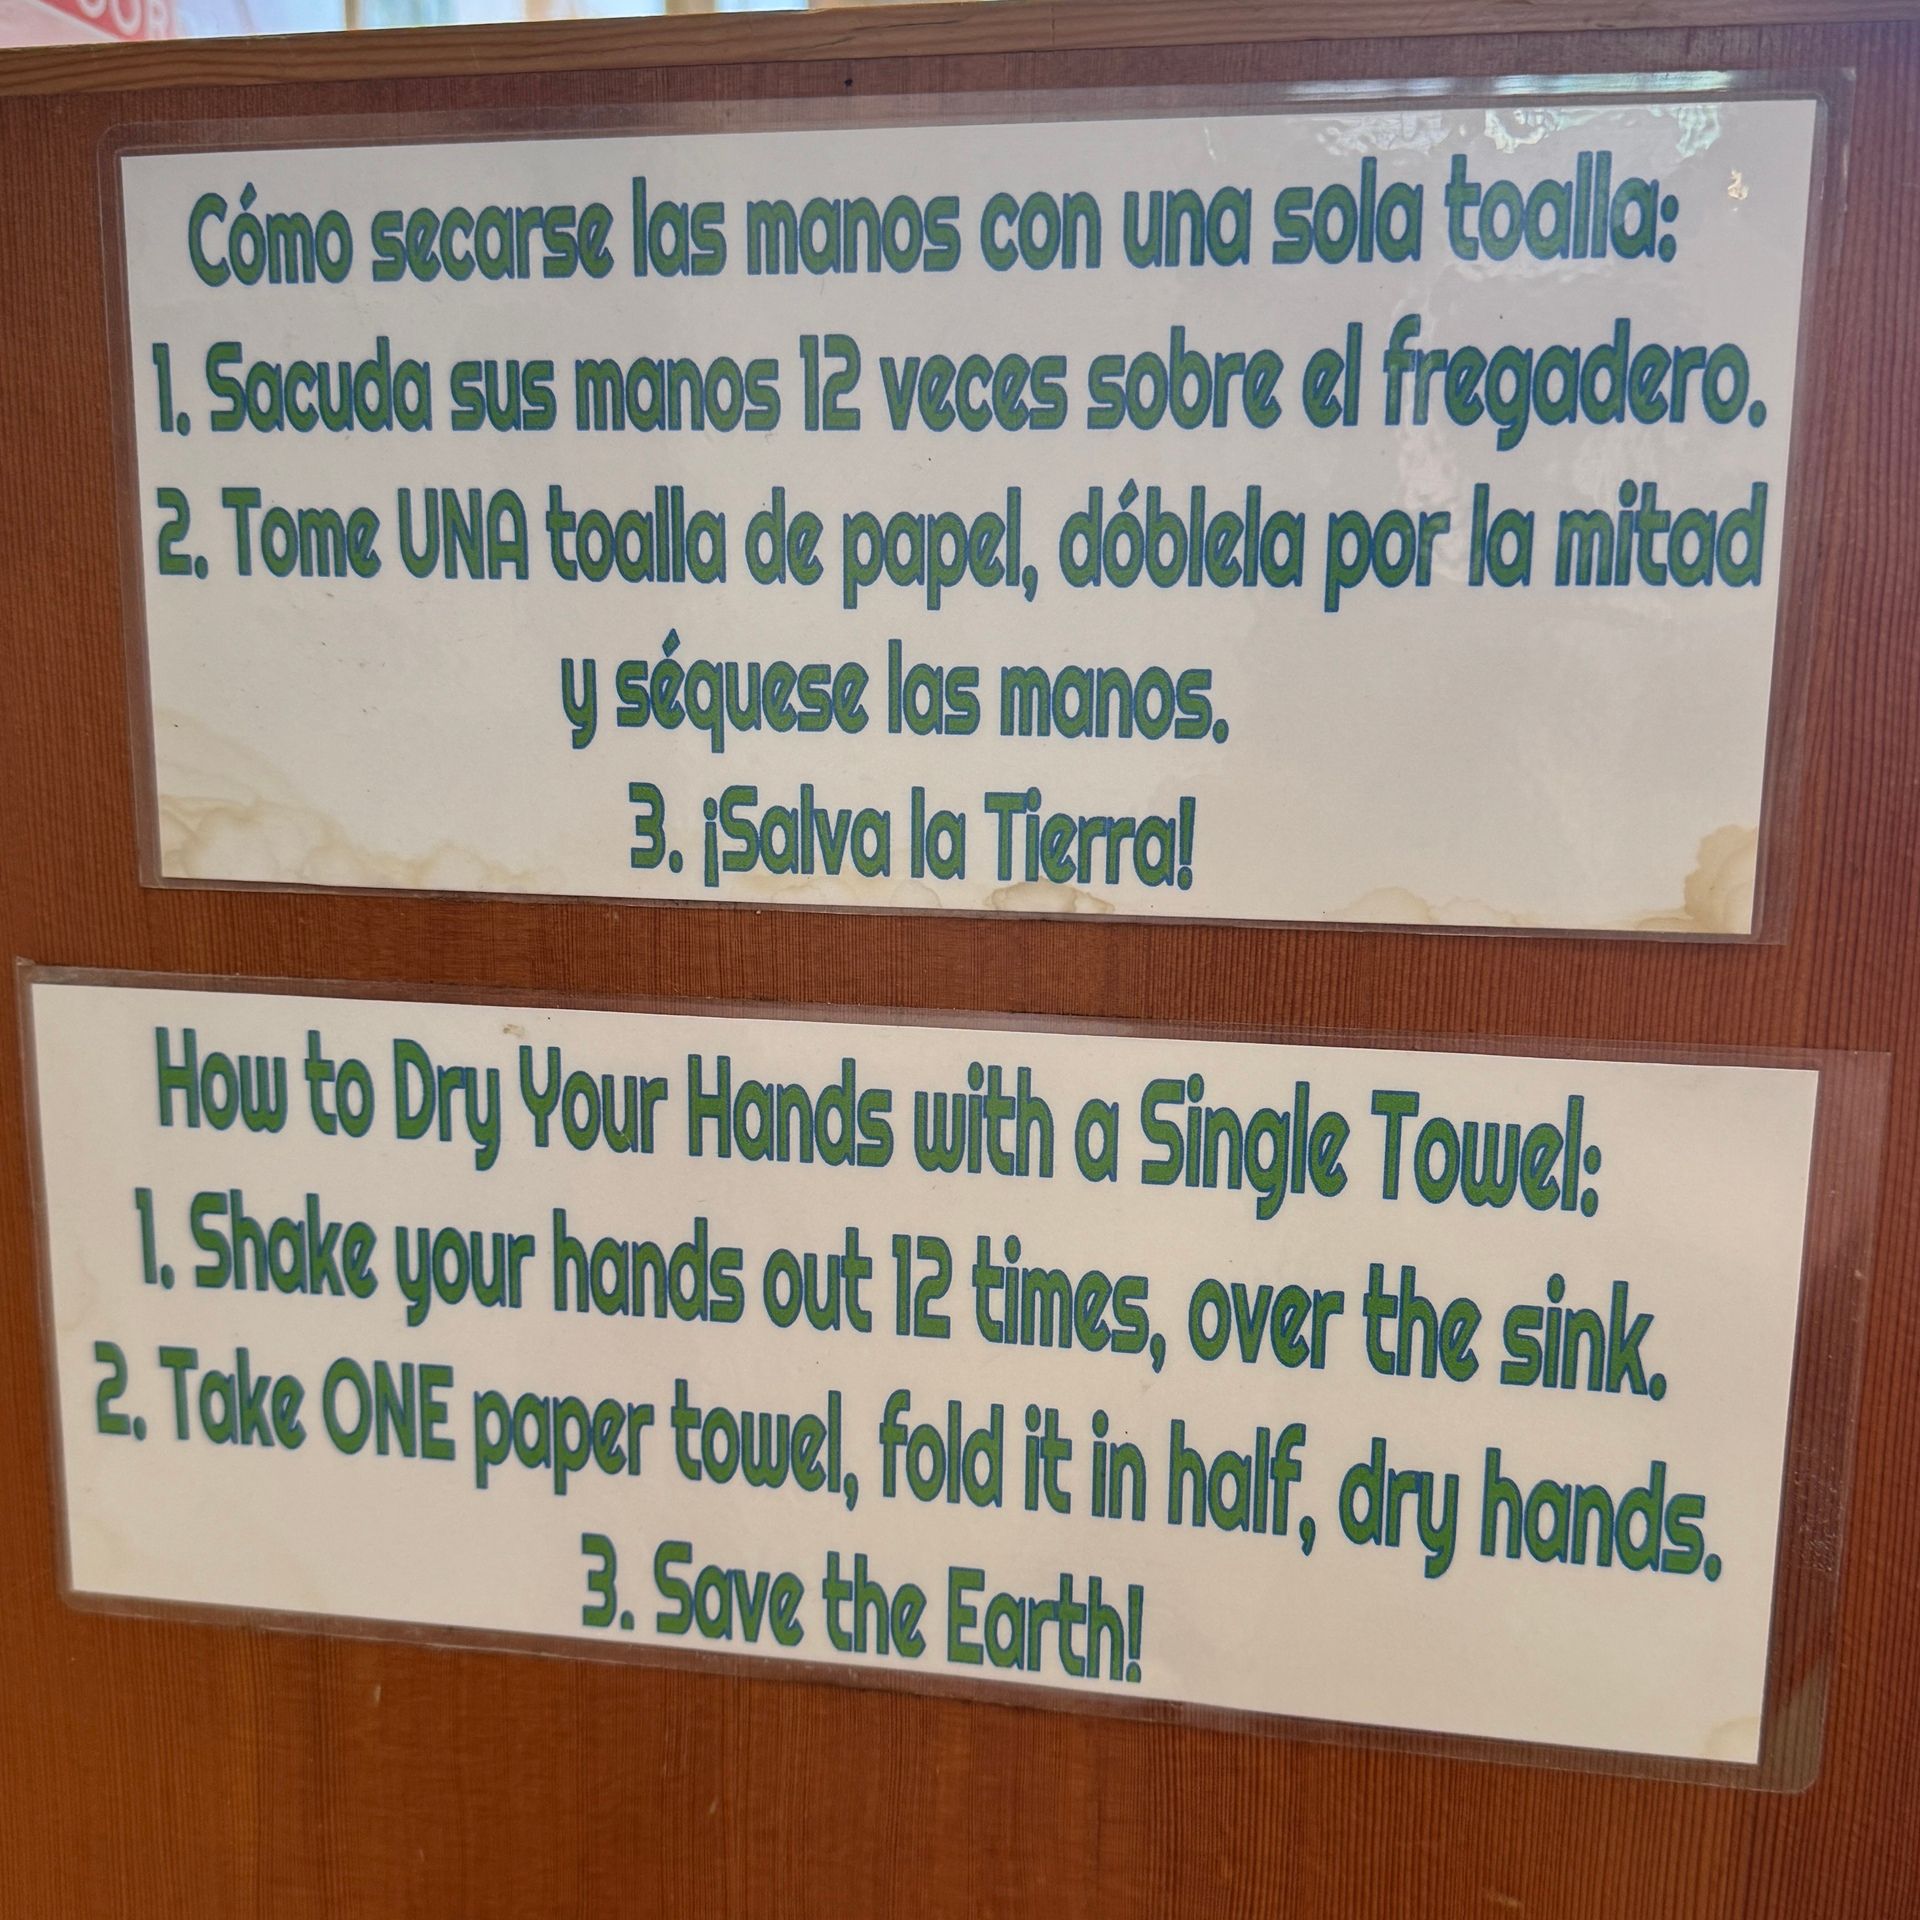 Cómo secarse las manos con una sola toalla:
1. Sacuda sus manos 12 veces sobre el fregadero.
2. Tome UNA toalla de papel, dóblela por la mitad
y séquese las manos.
3. ¡Salva la Tierra!
How to Dry Your Hands with a Single Towel:
1. Shake your hands out 12 times, over the sink.
2. Take ONE paper towel, fold it in half, dry hands.
3. Save the Earth!